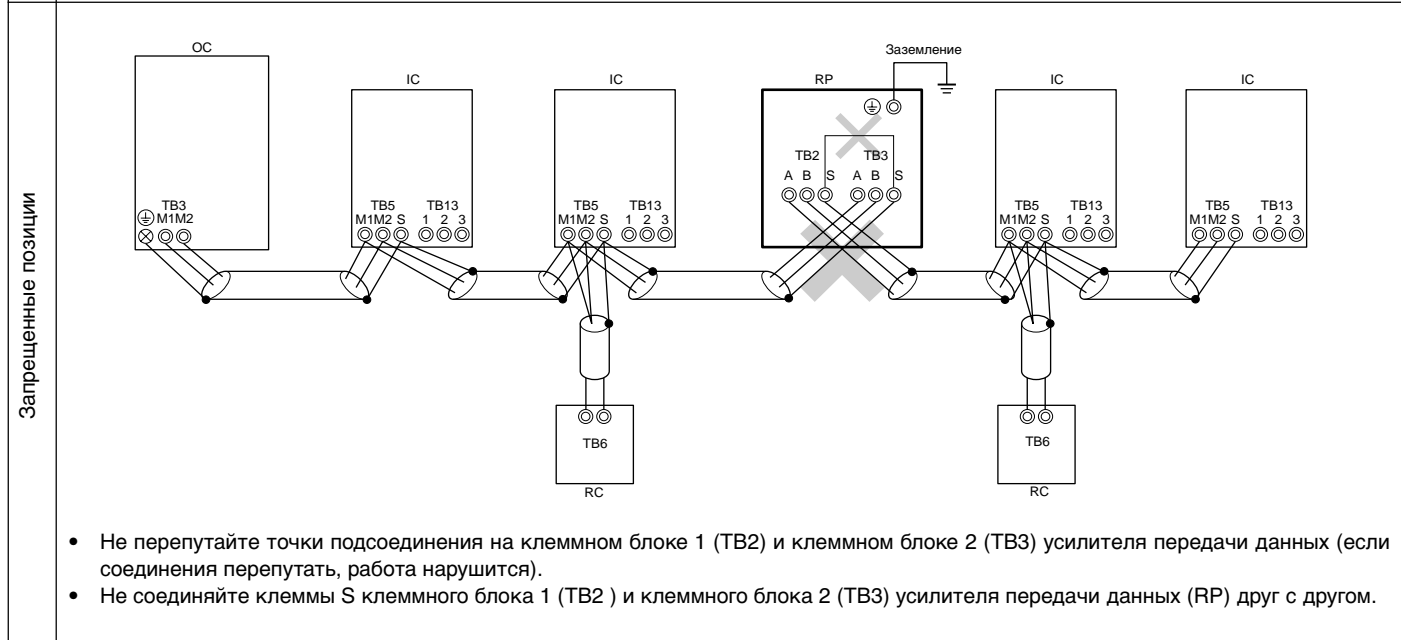 Запрещенные позиции
OC
IC
IC
RP
Заземление
IC
IC
TB3
M1M2
TB5
M1M2 S
TB13
1 2 3
TB5
M1M2 S
TB13
1 2 3
TB2
A B S
TB3
A B S
TB5
M1M2 S
TB13
1 2 3
TB5
M1M2 S
TB13
1 2 3
TB6
RC
TB6
RC
• Не перепутайте точки подсоединения на клеммном блоке 1 (TB2) и клеммном блоке 2 (TB3) усилителя передачи данных (если
соединения перепутать, работа нарушится).
• Не соединяйте клеммы S клеммного блока 1 (TB2 ) и клеммного блока 2 (TB3) усилителя передачи данных (RP) друг с другом.